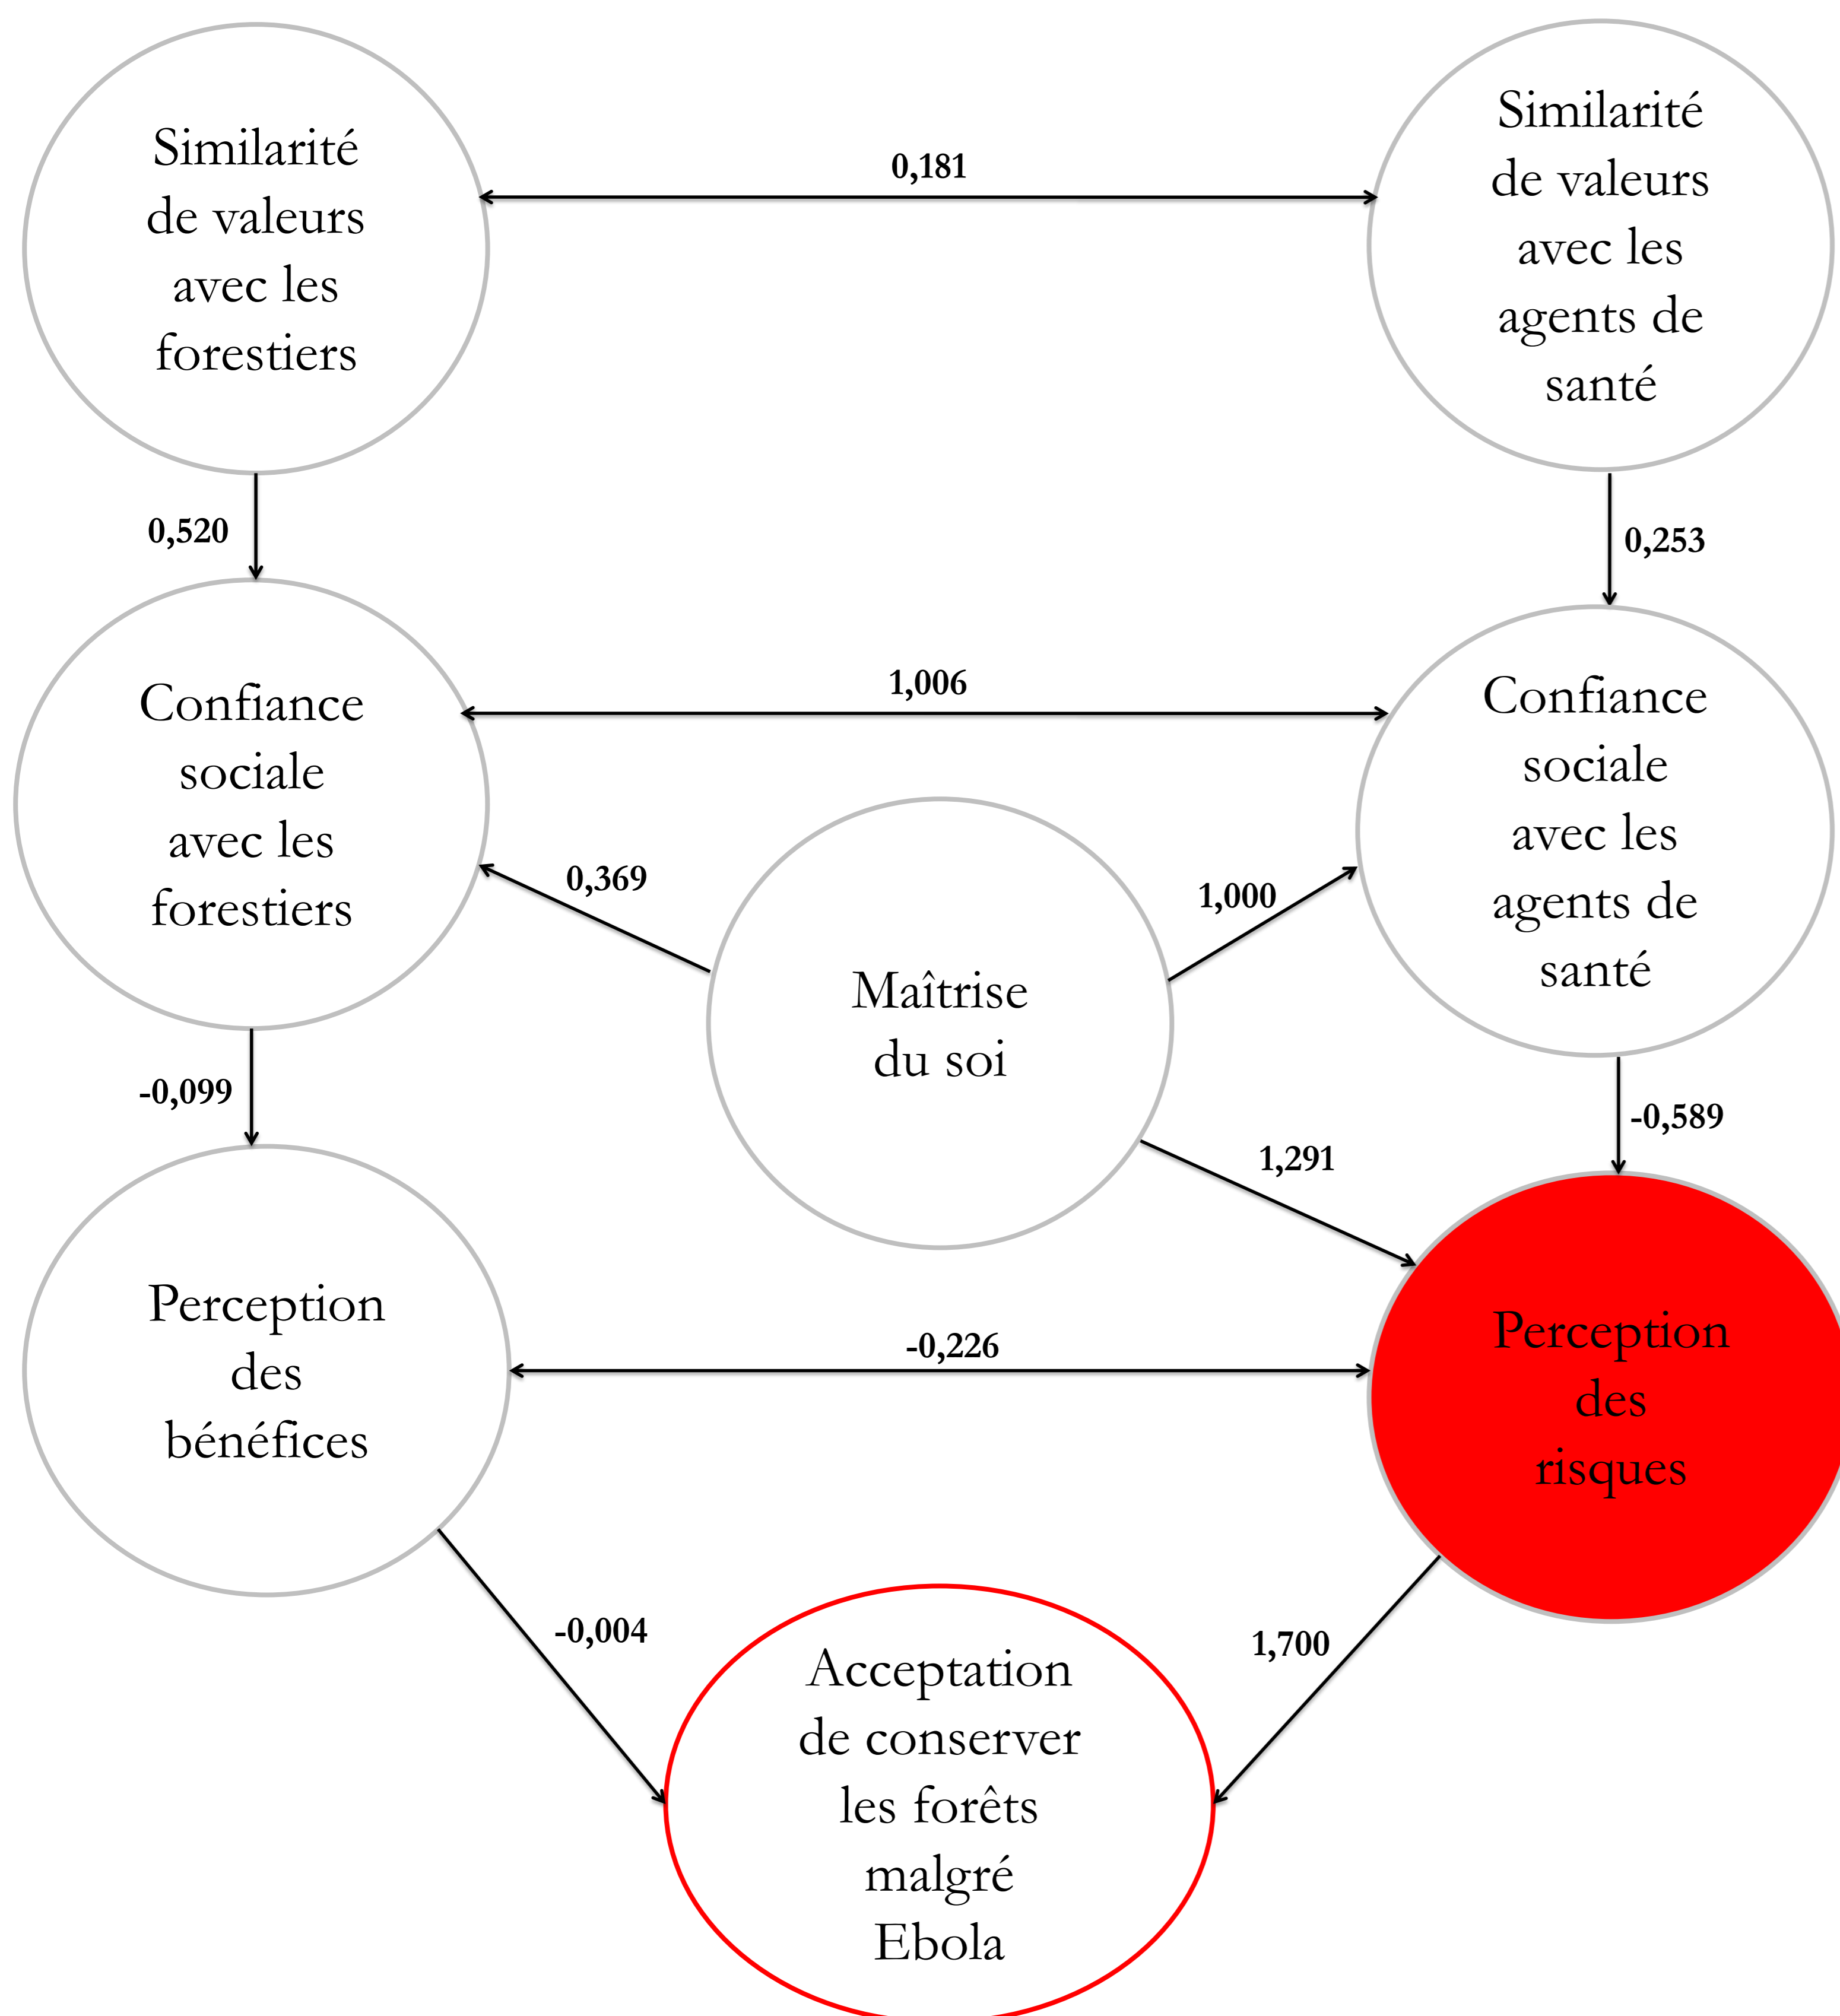 Similarité
de valeurs
avec les
forestiers
0,181
Similarité
de valeurs
avec les
agents de
santé
0,520
0,253
Confiance
sociale
avec les
forestiers
1,006
Confiance
sociale
avec les
agents de
santé
0,369
1,000
Maîtrise
du soi
-0,099
-0,589
1,291
Perception
des
bénéfices
-0,226
Perception
des
risques
-0,004
1,700
Acceptation
de conserver
les forêts
malgré
Ebola